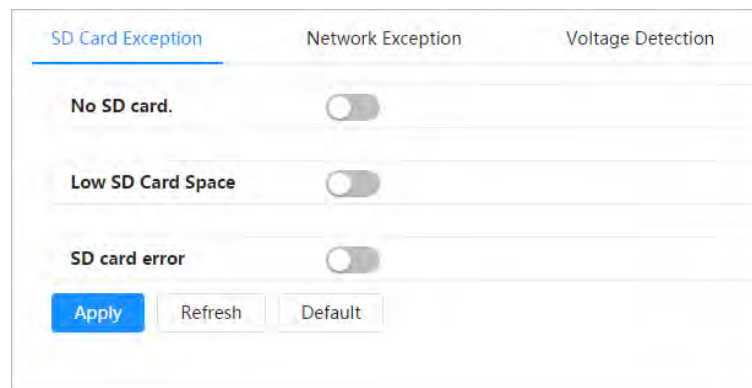 SD Card Exception Network Exception Voltage Detection
No SD card.
Low SD Card Space
SD card error
Apply Refresh Default